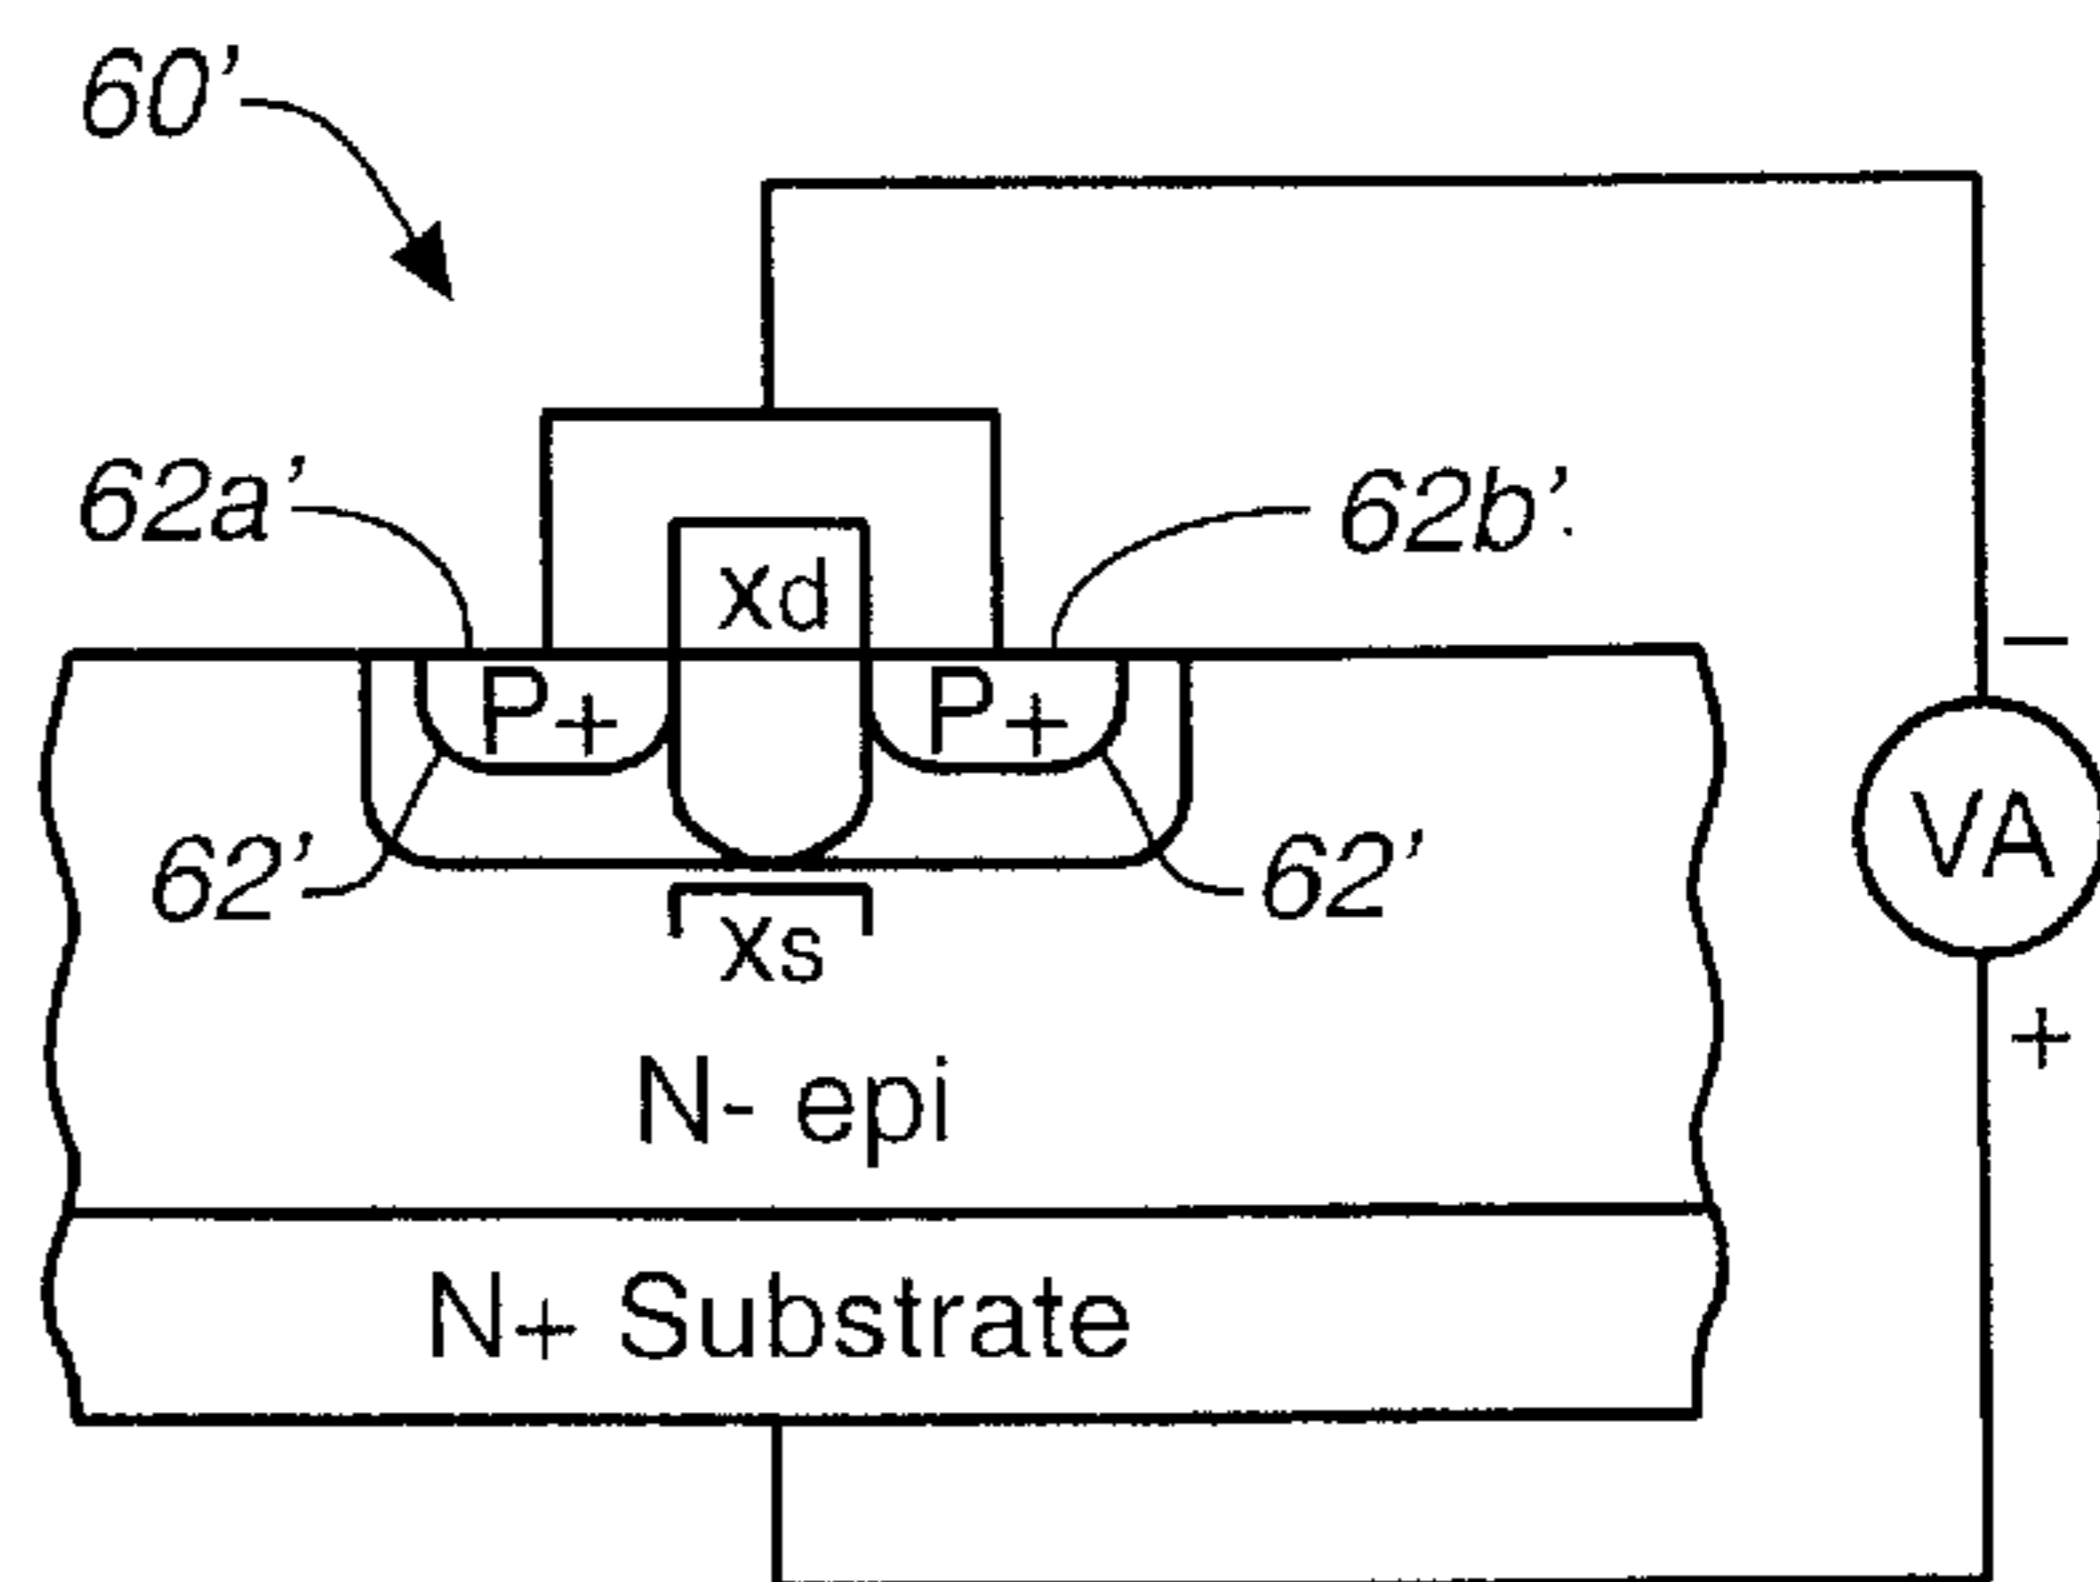 60'
62a' 62b'.
xd
P+ P+
—
VA
62' 62'
xs
+
N- epi
N+ Substrate